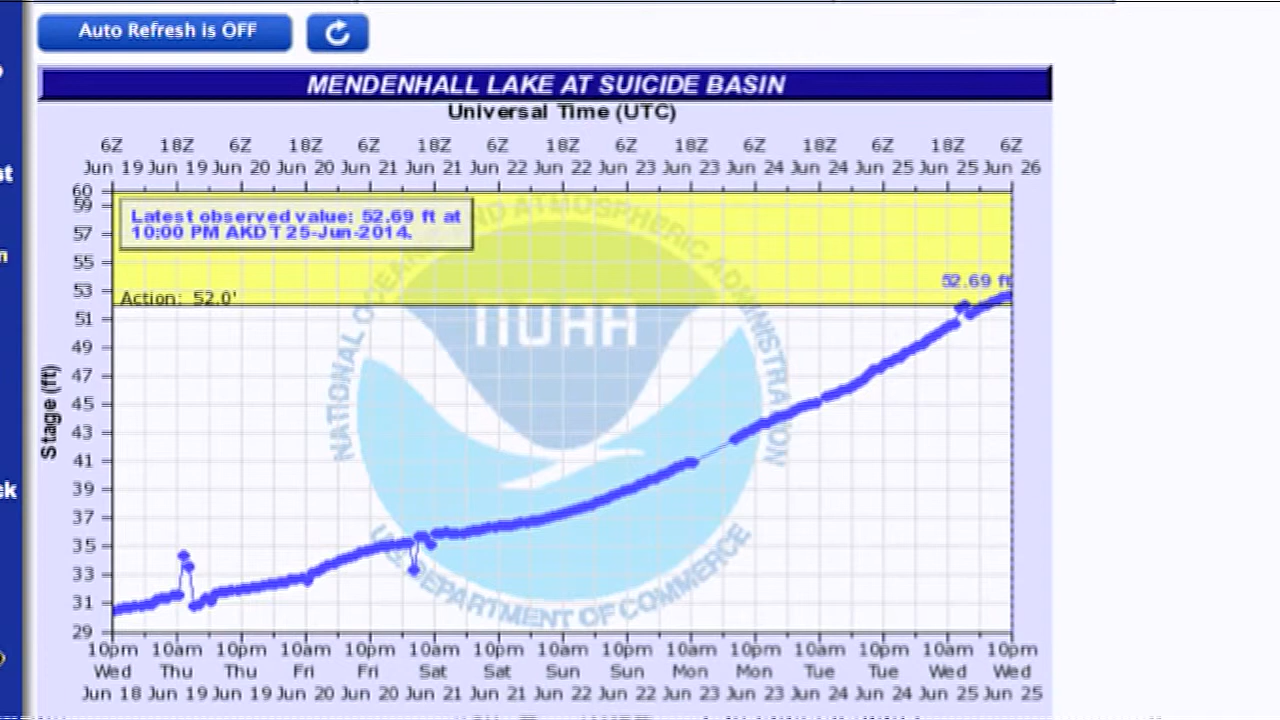 Auto Refresh is OFF
MENDENHALL LAKE AT SUICIDE BASIN
Universal Time (UTC)
6Z 18Z 6Z 18Z 6Z 18Z 6Z 18Z 6Z 18Z 6Z 18Z 6Z 18Z 6Z
Jun 19 Jun 19 Jun 20 Jun 20 Jun 21 Jun 21 Jun 22 Jun 22 Jun 23 Jun 23 Jun 24 Jun 24 Jun 25 Jun 25 Jun 26
Latest observed value: 52.69 ft at
10:00 PM AKDT 25-Jun-2014.
52.69 ft
Action: 52.0'
60
59
57
55
53
51
49
47
45
43
41
39
37
35
33
31
29
Stage (ft)
NATIONAL OCEANIC AND ATMOSPHERIC ADMINISTRATION
NOAA
U.S. DEPARTMENT OF COMMERCE
10pm 10am 10pm 10am 10pm 10am 10pm 10am 10pm 10am 10pm 10am 10pm 10am 10pm
Wed Thu Thu Fri Fri Sat Sat Sun Sun Mon Mon Tue Tue Wed Wed
Jun 18 Jun 19 Jun 19 Jun 20 Jun 20 Jun 21 Jun 21 Jun 22 Jun 22 Jun 23 Jun 23 Jun 24 Jun 24 Jun 25 Jun 25